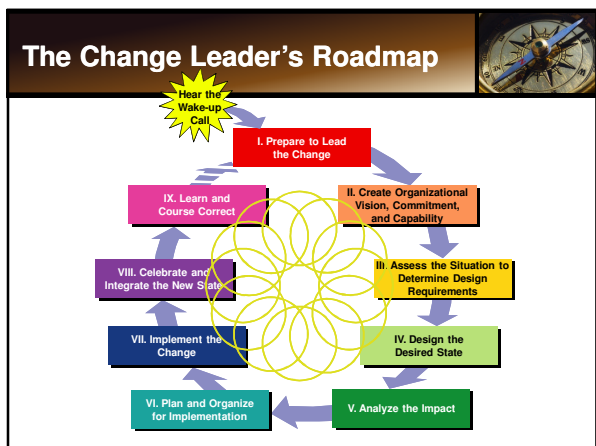 The Change Leader's Roadmap
Hear the
Wake-up
Call
I. Prepare to Lead
the Change
II. Create Organizational
Vision, Commitment,
and Capability
III. Assess the Situation to
Determine Design
Requirements
IV. Design the
Desired State
V. Analyze the Impact
VI. Plan and Organize
for Implementation
VII. Implement the
Change
VIII. Celebrate and
Integrate the New State
IX. Learn and
Course Correct